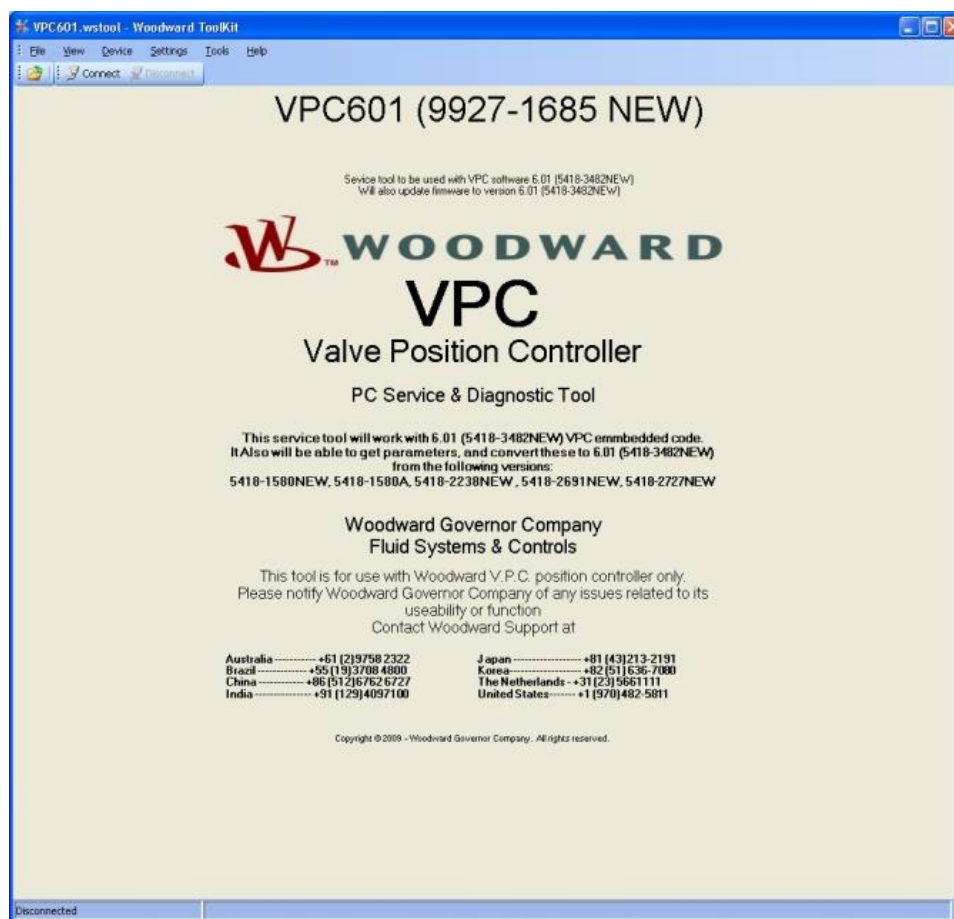 VPC601.wstool - Woodward ToolKit
File View Device Settings Tools Help
Connect Disconnect
VPC601 (9927-1685 NEW)
Sevice tool to be used with VPC software 6.01 (5418-3482NEW)
Will also update firmware to version 6.01 (5418-3482NEW)
WOODWARD
TM
VPC
Valve Position Controller
PC Service & Diagnostic Tool
This service tool will work with 6.01 (5418-3482NEW) VPC emmbedded code.
It Also will be able to get parameters, and convert these to 6.01 (5418-3482NEW)
from the following versions:
5418-1580NEW, 5418-1580A, 5418-2238NEW , 5418-2691NEW, 5418-2727NEW
Woodward Governor Company
Fluid Systems & Controls
This tool is for use with Woodward V.P.C. position controller only.
Please notify Woodward Governor Company of any issues related to its
useability or function
Contact Woodward Support at
Australia ----------- +61 (2)9758 2322
Brazil -------------- +55 (19)3708 4800
China -------------- +86 (512)6762 6727
India -------------- +91 (129)4097100
Japan ------------------ +81 (43)213-2191
Korea------------------ +82 (51)636-7080
The Netherlands - +31 (23)5661111
United States------- +1 (970)482-5811
Copyright © 2009 - Woodward Governor Company. All rights reserved.
Disconnected